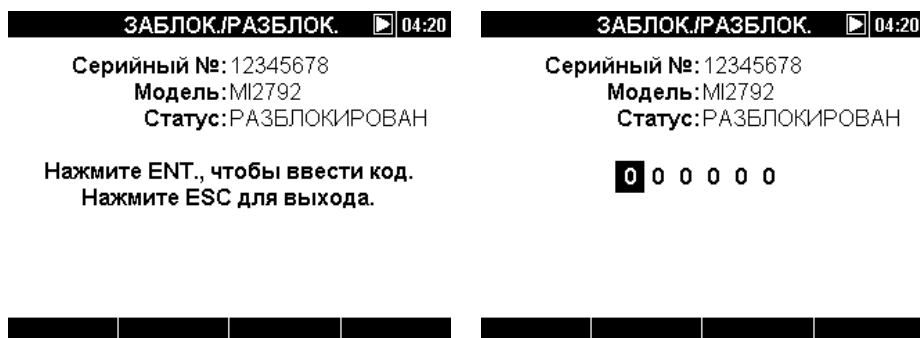 ЗАБЛОК./РАЗБЛОК. 04:20
Серийный №: 12345678
Модель: MI2792
Статус: РАЗБЛОКИРОВАН
Нажмите ENT., чтобы ввести код.
Нажмите ESC для выхода.
ЗАБЛОК./РАЗБЛОК. 04:20
Серийный №: 12345678
Модель: MI2792
Статус: РАЗБЛОКИРОВАН
0 0 0 0 0 0